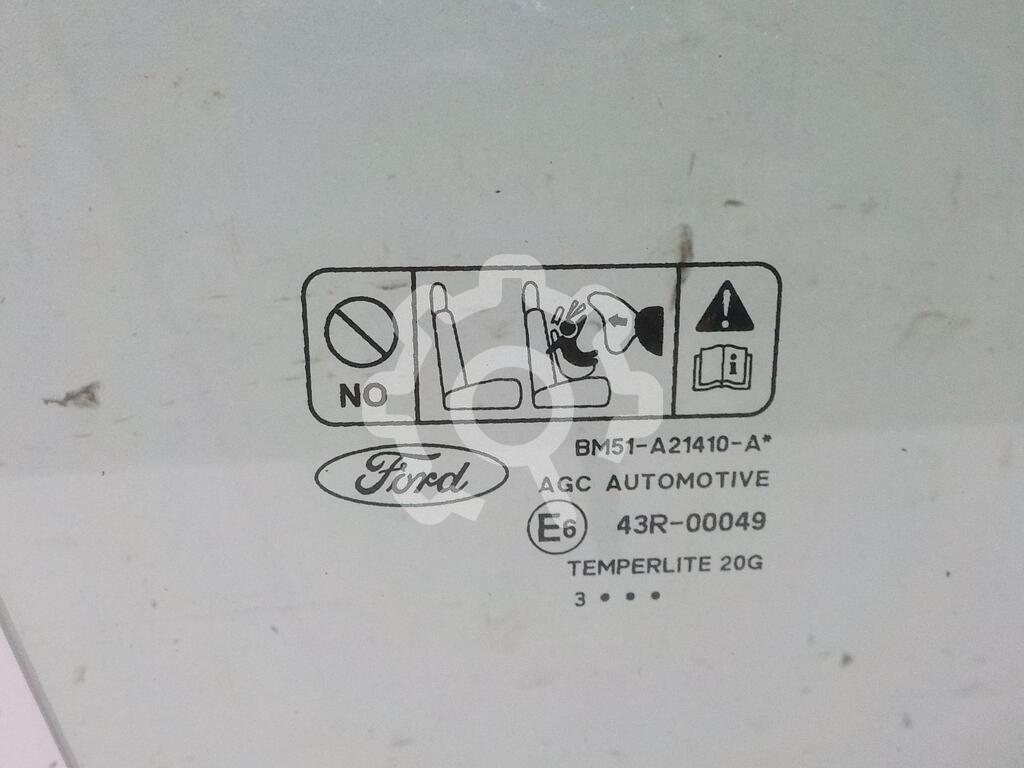 NO
i
Ford
BM51-A21410-A*
AGC AUTOMOTIVE
E6 43R-00049
TEMPERLITE 20G
3 • • •